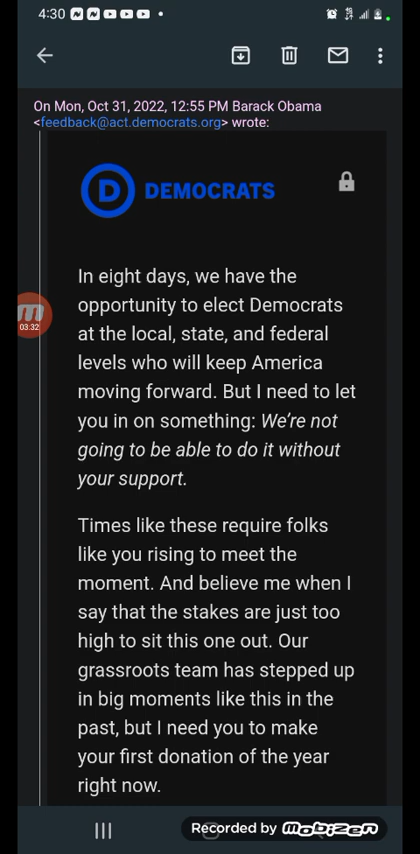 4:30
On Mon, Oct 31, 2022, 12:55 PM Barack Obama
<feedback@act.democrats.org> wrote:
D DEMOCRATS
In eight days, we have the
opportunity to elect Democrats
at the local, state, and federal
levels who will keep America
moving forward. But I need to let
you in on something: We're not
going to be able to do it without
your support.
03:32
Times like these require folks
like you rising to meet the
moment. And believe me when I
say that the stakes are just too
high to sit this one out. Our
grassroots team has stepped up
in big moments like this in the
past, but I need you to make
your first donation of the year
right now.
Recorded by mobizen